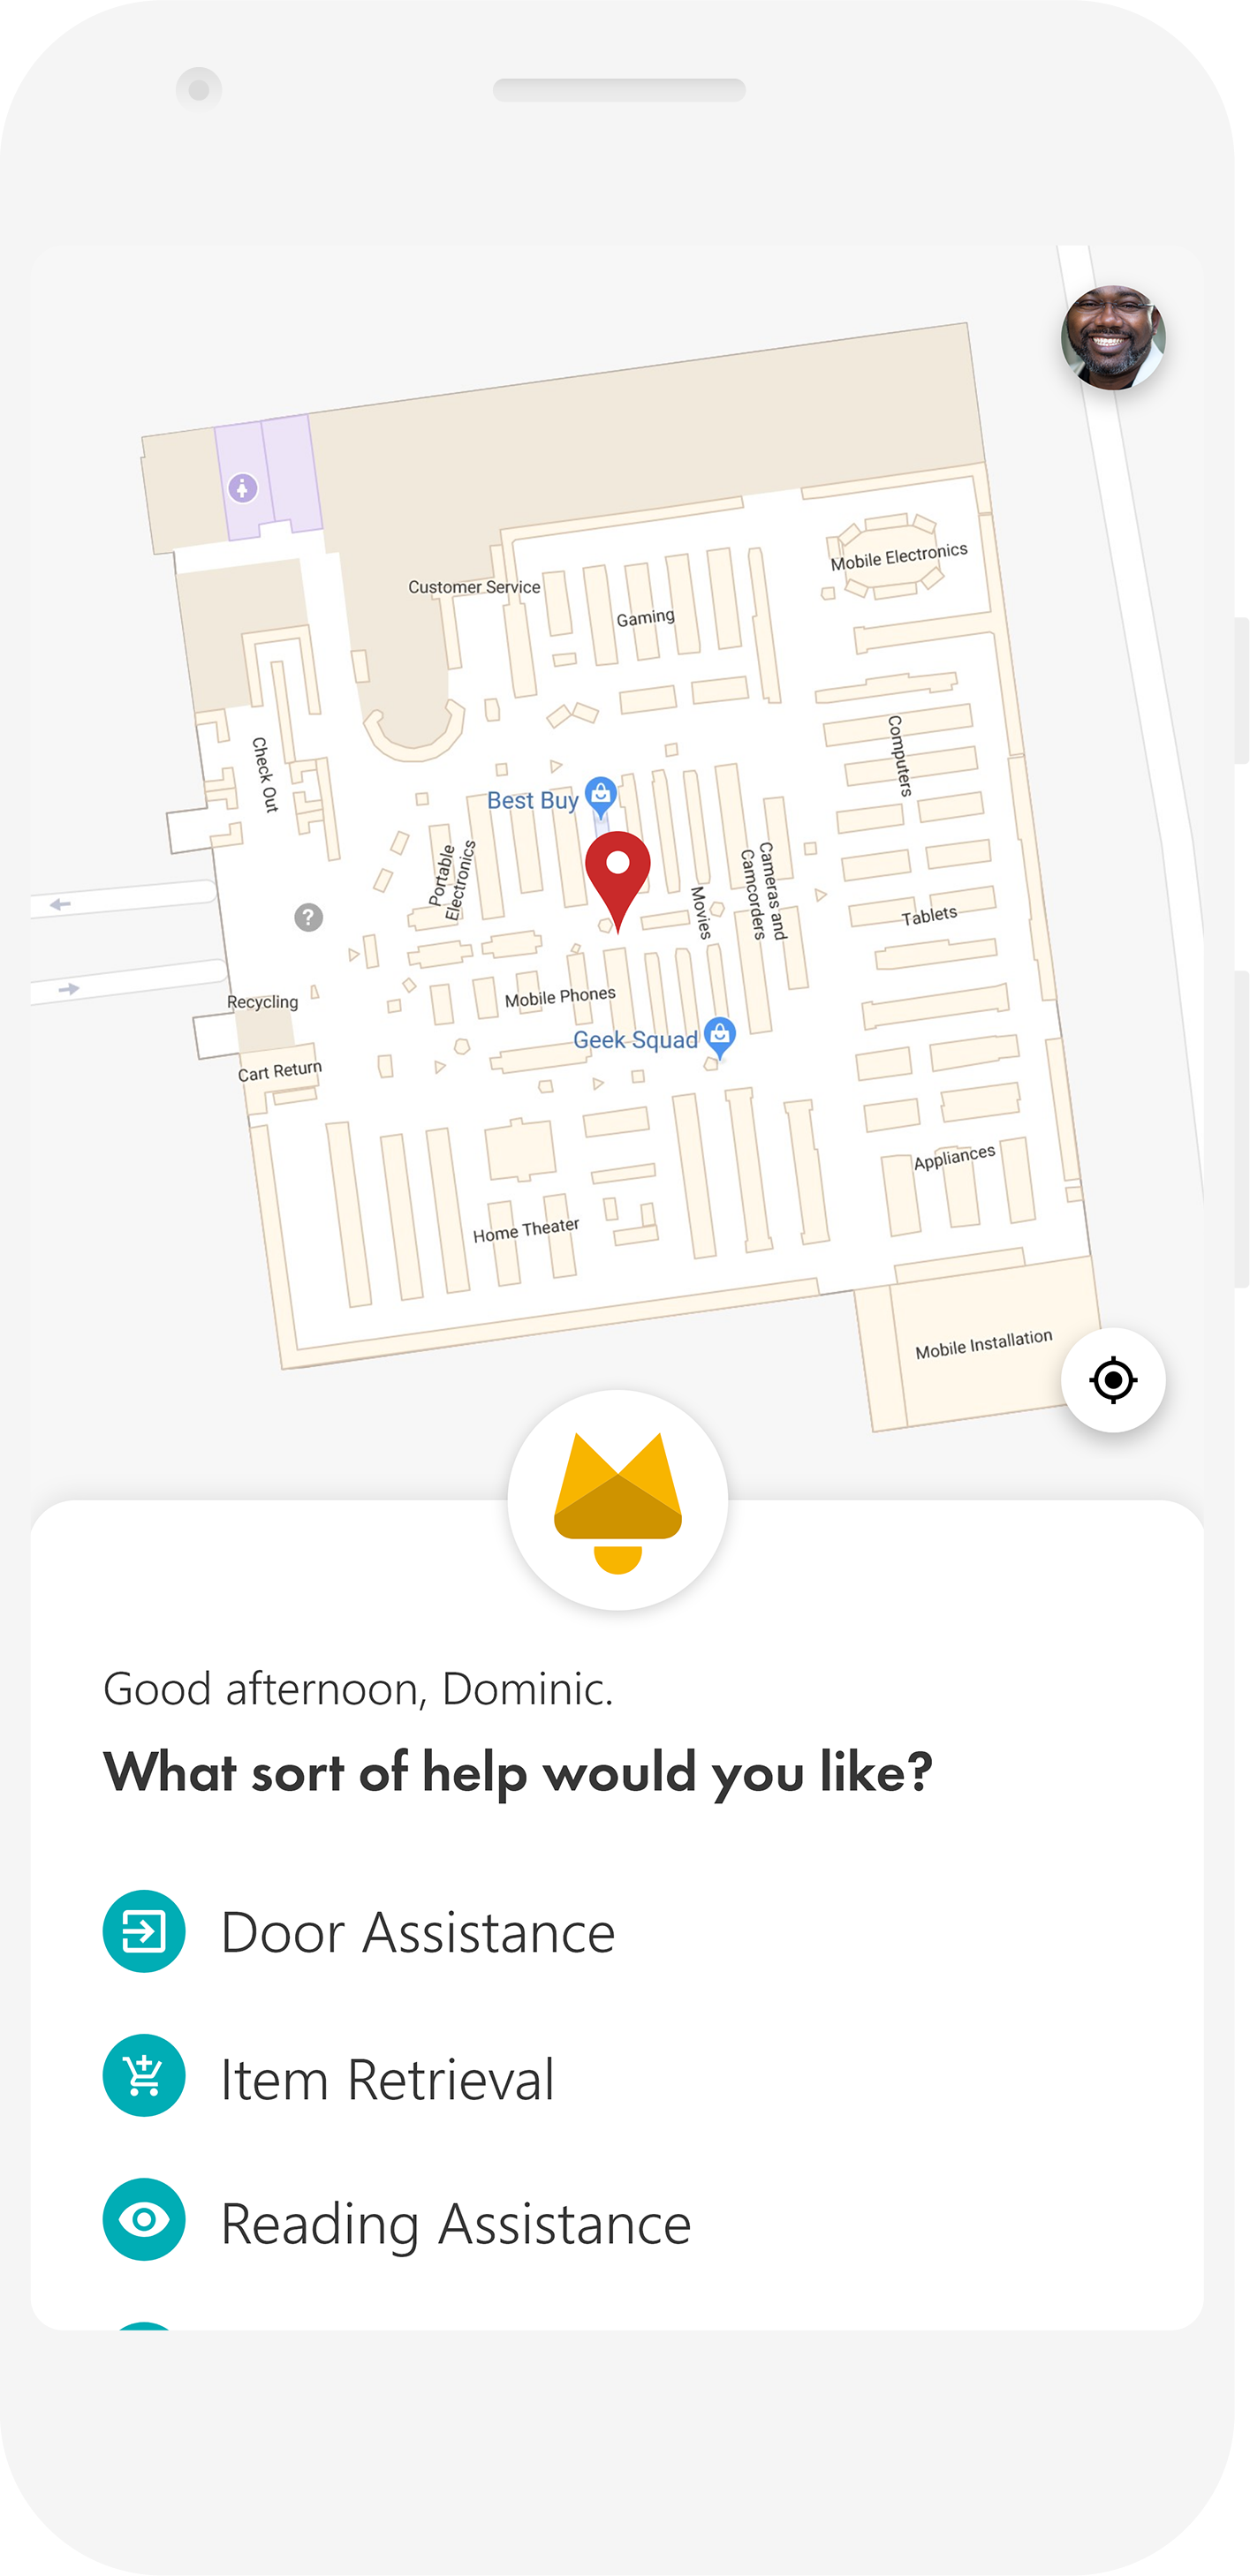 Customer Service
Gaming
Mobile Electronics
Check Out
Computers
Best Buy
Portable
Electronics
Movies
Cameras and
Camcorders
Tablets
?
Recycling
Mobile Phones
Geek Squad
Cart Return
Appliances
Home Theater
Mobile Installation
Good afternoon, Dominic.
What sort of help would you like?
Door Assistance
Item Retrieval
Reading Assistance